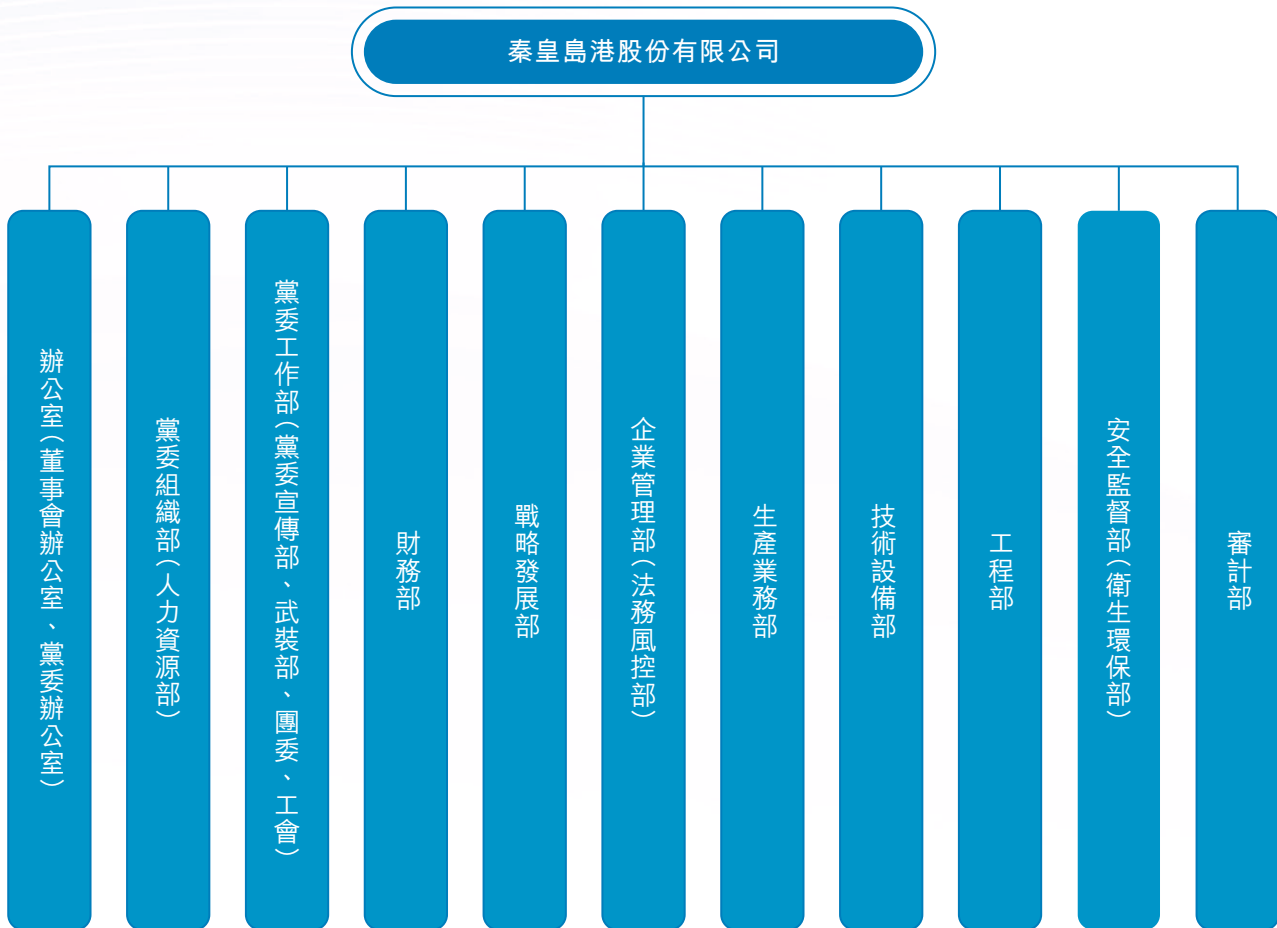 秦皇島港股份有限公司
辦公室（董事會辦公室、黨委辦公室）
黨委組織部（人力資源部）
黨委工作部（黨委宣傳部、武裝部、團委、工會）
財務部
戰略發展部
企業管理部（法務風控部）
生產業務部
技術設備部
工程部
安全監督部（衛生環保部）
審計部